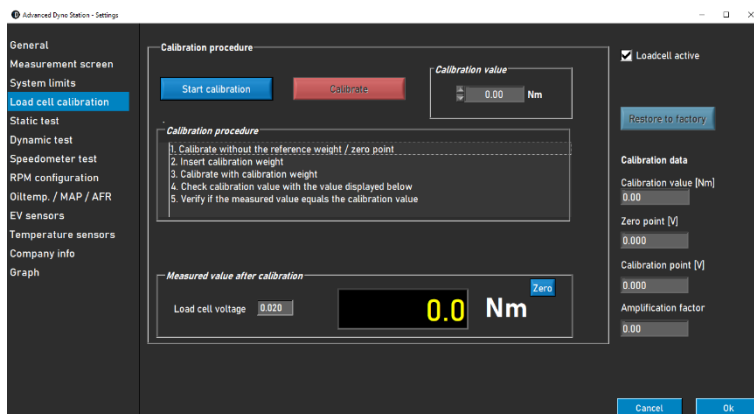 Advanced Dyno Station - Settings
General
Measurement screen
System limits
Load cell calibration
Static test
Dynamic test
Speedometer test
RPM configuration
Oiltemp. / MAP / AFR
EV sensors
Temperature sensors
Company info
Graph
Calibration procedure
Start calibration
Calibrate
Calibration value
0.00 Nm
Calibration procedure
1. Calibrate without the reference weight / zero point
2. Insert calibration weight
3. Calibrate with calibration weight
4. Check calibration value with the value displayed below
5. Verify if the measured value equals the calibration value
Measured value after calibration
Load cell voltage 0.020
0.0 Nm
Zero
Loadcell active
Restore to factory
Calibration data
Calibration value [Nm]
0.00
Zero point [V]
0.000
Calibration point [V]
0.000
Amplification factor
0.00
Cancel
Ok